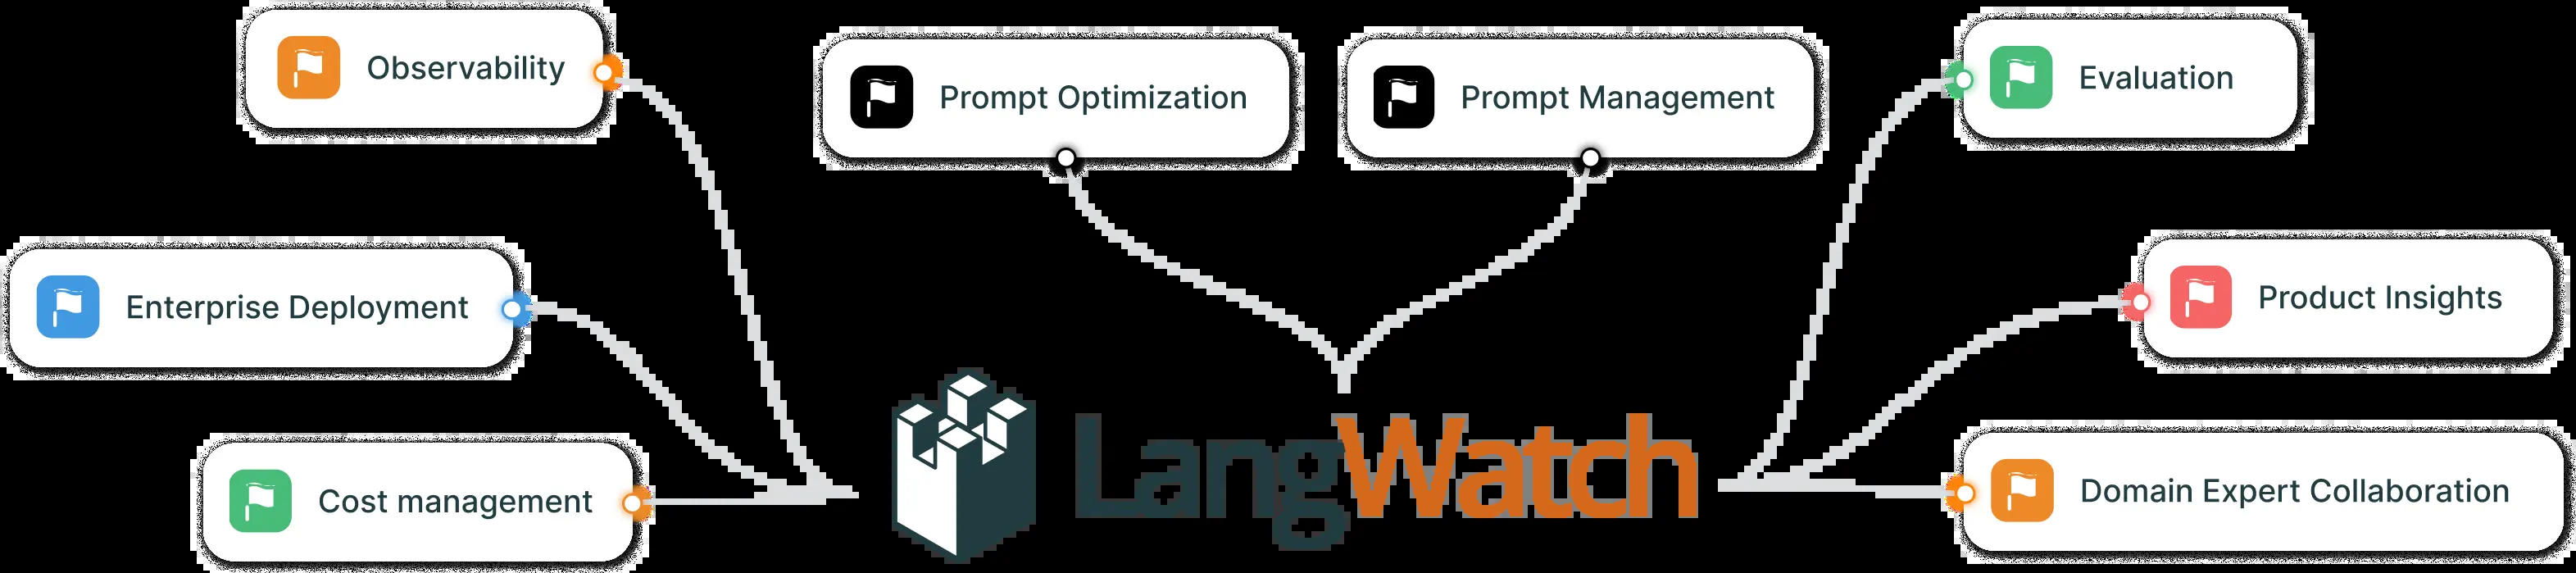 Observability
Prompt Optimization
Prompt Management
Evaluation
Enterprise Deployment
Product Insights
Cost management
LangWatch
Domain Expert Collaboration